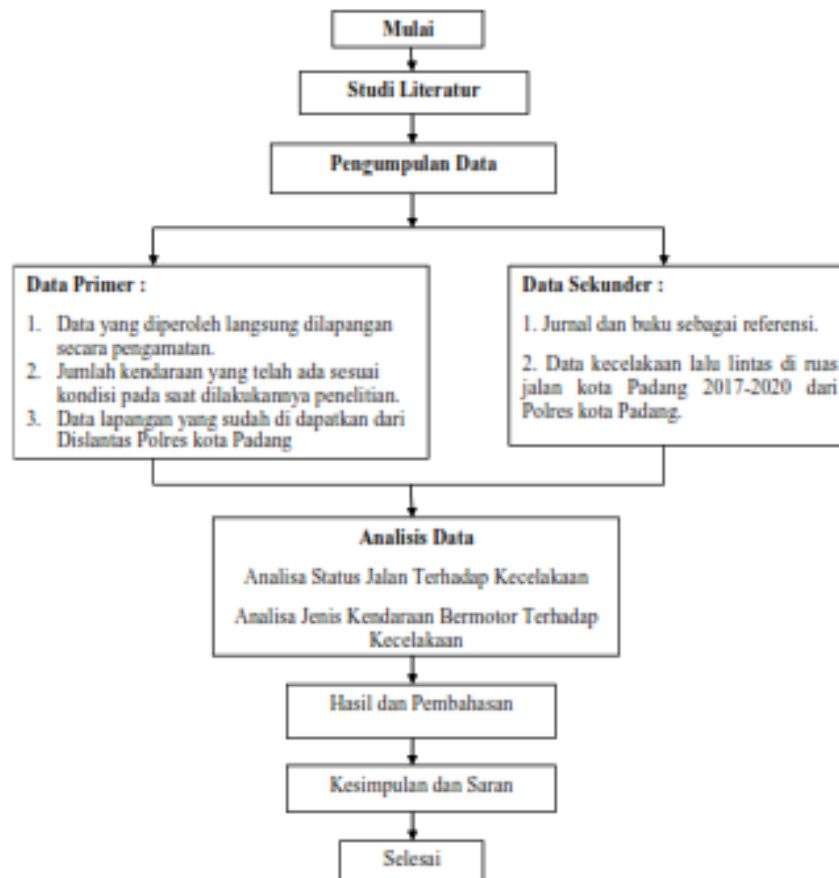 Mulai
Studi Literatur
Pengumpulan Data
Data Primer :
1. Data yang diperoleh langsung dilapangan
secara pengamatan.
2. Jumlah kendaraan yang telah ada sesuai
kondisi pada saat dilakukannya penelitian.
3. Data lapangan yang sudah di dapatkan dari
Dislantas Polres kota Padang
Data Sekunder :
1. Jurnal dan buku sebagai referensi.
2. Data kecelakaan lalu lintas di ruas
jalan kota Padang 2017-2020 dari
Polres kota Padang.
Analisis Data
Analisa Status Jalan Terhadap Kecelakaan
Analisa Jenis Kendaraan Bermotor Terhadap
Kecelakaan
Hasil dan Pembahasan
Kesimpulan dan Saran
Selesai